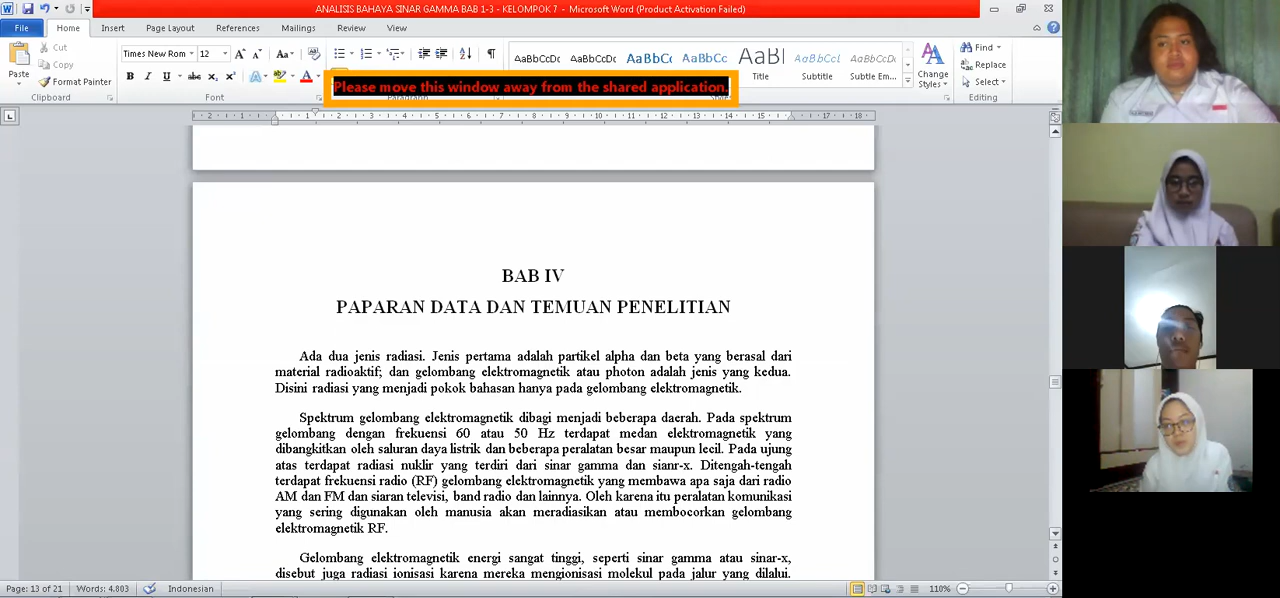 ANALISIS BAHAYA SINAR GAMMA BAB 1-3 - KELOMPOK 7 - Microsoft Word (Product Activation Failed)
File Home Insert Page Layout References Mailings Review View
Paste
Cut
Copy
Format Painter
Clipboard
Times New Rom 12
Font
Please move this window away from the shared application.
Paragraph
AaBbCcDc AaBbCcDc AaBbC AaBbCc AaB AaBbCcL AaBbCcDc
Title Subtitle Subtle Em...
Change Styles
Find
Replace
Select
Editing
BAB IV
PAPARAN DATA DAN TEMUAN PENELITIAN
Ada dua jenis radiasi. Jenis pertama adalah partikel alpha dan beta yang berasal dari
material radioaktif; dan gelombang elektromagnetik atau photon adalah jenis yang kedua.
Disini radiasi yang menjadi pokok bahasan hanya pada gelombang elektromagnetik.
Spektrum gelombang elektromagnetik dibagi menjadi beberapa daerah. Pada spektrum
gelombang dengan frekuensi 60 atau 50 Hz terdapat medan elektromagnetik yang
dibangkitkan oleh saluran daya listrik dan beberapa peralatan besar maupun lecil. Pada ujung
atas terdapat radiasi nuklir yang terdiri dari sinar gamma dan sianr-x. Ditengah-tengah
terdapat frekuensi radio (RF) gelombang elektromagnetik yang membawa apa saja dari radio
AM dan FM dan siaran televisi, band radio dan lainnya. Oleh karena itu peralatan komunikasi
yang sering digunakan oleh manusia akan meradiasikan atau membocorkan gelombang
elektromagnetik RF.
Gelombang elektromagnetik energi sangat tinggi, seperti sinar gamma atau sinar-x,
disebut juga radiasi ionisasi karena mereka mengionisasi molekul pada jalur yang dilalui.
Page: 13 of 21 Words: 4.803 Indonesian 110%